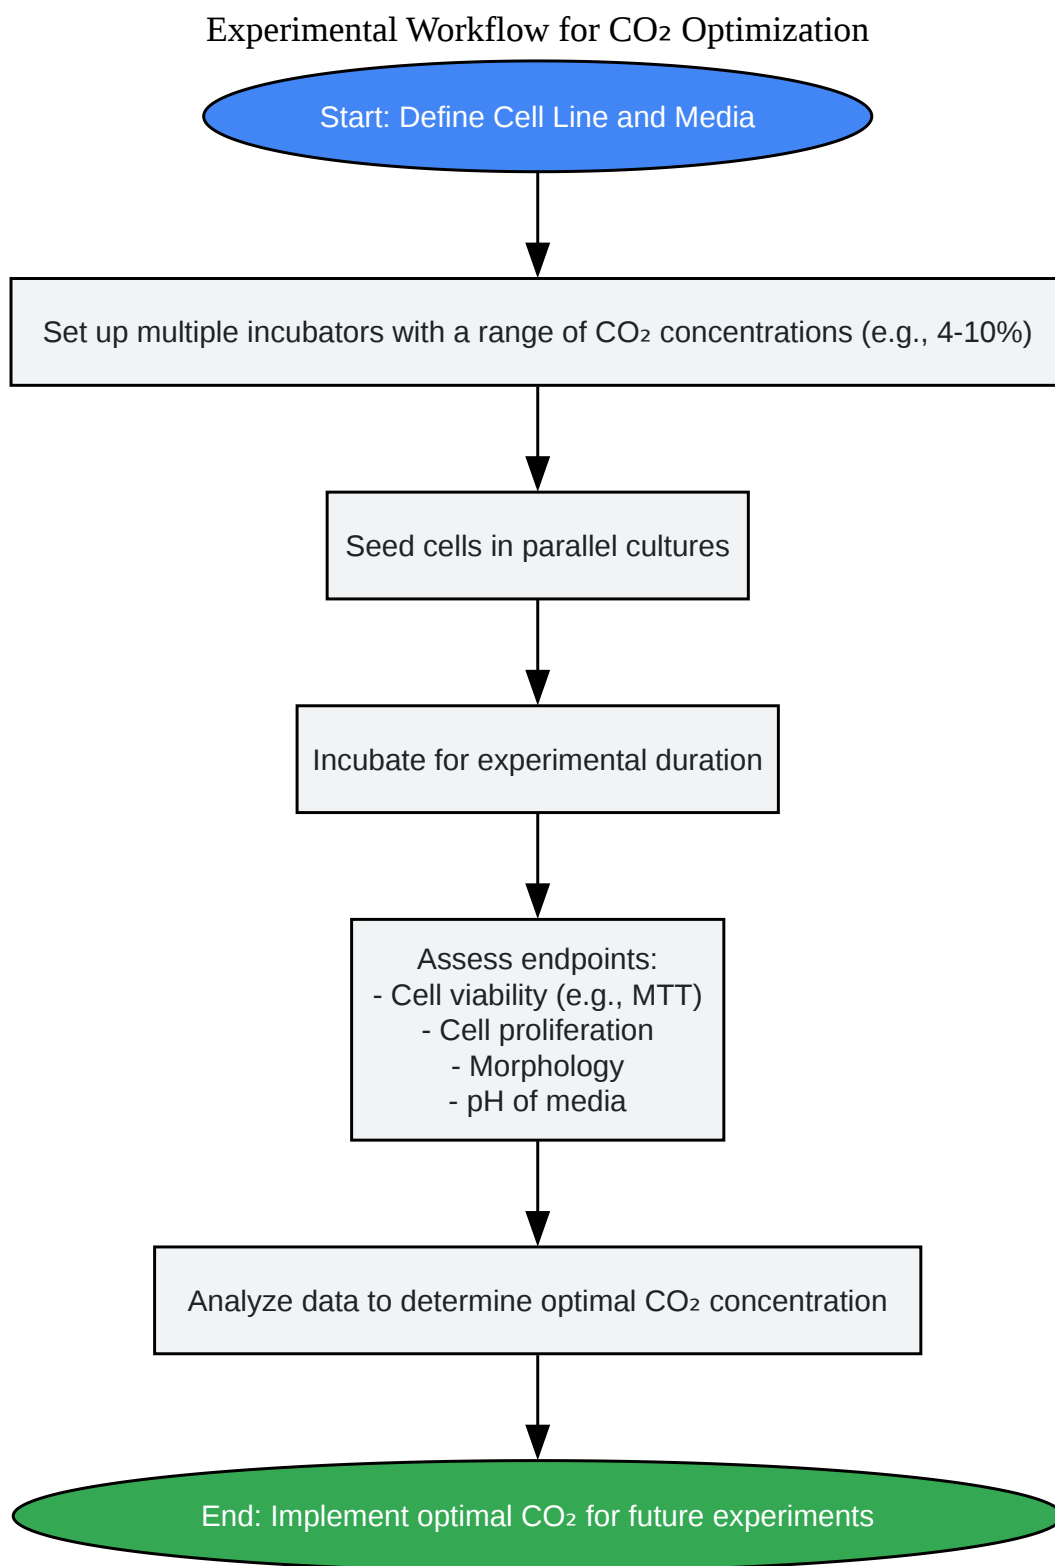 Experimental Workflow for CO₂ Optimization
Start: Define Cell Line and Media
Set up multiple incubators with a range of CO₂ concentrations (e.g., 4-10%)
Seed cells in parallel cultures
Incubate for experimental duration
Assess endpoints:
- Cell viability (e.g., MTT)
- Cell proliferation
- Morphology
- pH of media
Analyze data to determine optimal CO₂ concentration
End: Implement optimal CO₂ for future experiments